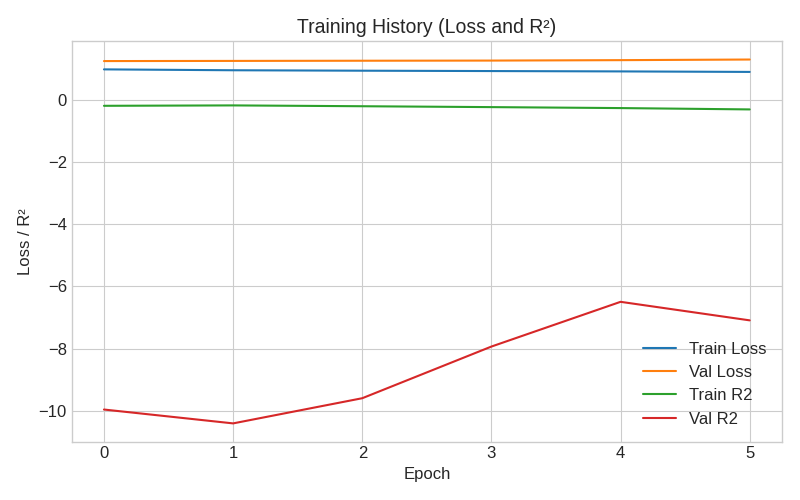 Training History (Loss and R²)
Loss / R²
0
−2
−4
−6
−8
−10
Train Loss
Val Loss
Train R2
Val R2
0 1 2 3 4 5
Epoch